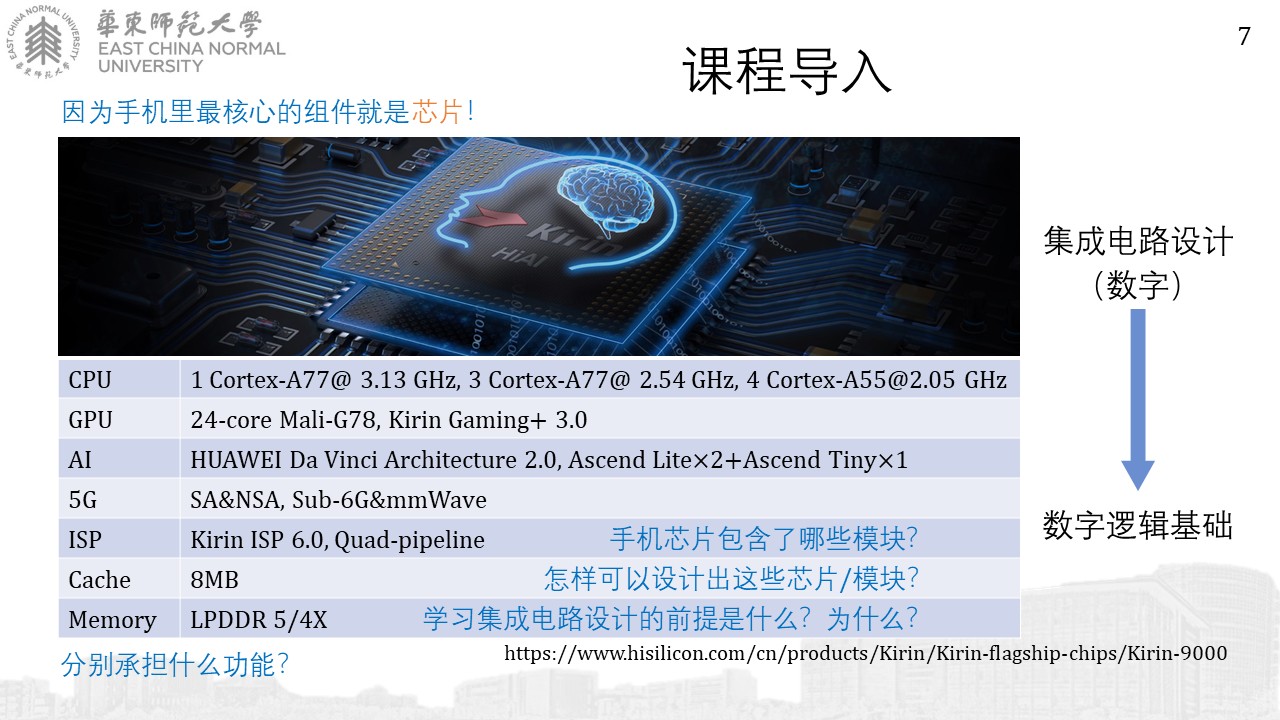 華東師範大學
EAST CHINA NORMAL
UNIVERSITY
EAST CHINA NORMAL UNIVERSITY
華東师范大学
7
课程导入
因为手机里最核心的组件就是芯片!
Kirin
HiAI
集成电路设计
（数字）
数字逻辑基础
CPU 1 Cortex-A77@ 3.13 GHz, 3 Cortex-A77@ 2.54 GHz, 4 Cortex-A55@2.05 GHz
GPU 24-core Mali-G78, Kirin Gaming+ 3.0
AI HUAWEI Da Vinci Architecture 2.0, Ascend Lite×2+Ascend Tiny×1
5G SA&NSA, Sub-6G&mmWave
ISP Kirin ISP 6.0, Quad-pipeline 手机芯片包含了哪些模块?
Cache 8MB 怎样可以设计出这些芯片/模块?
Memory LPDDR 5/4X 学习集成电路设计的前提是什么？为什么?
分别承担什么功能?
https://www.hisilicon.com/cn/products/Kirin/Kirin-flagship-chips/Kirin-9000